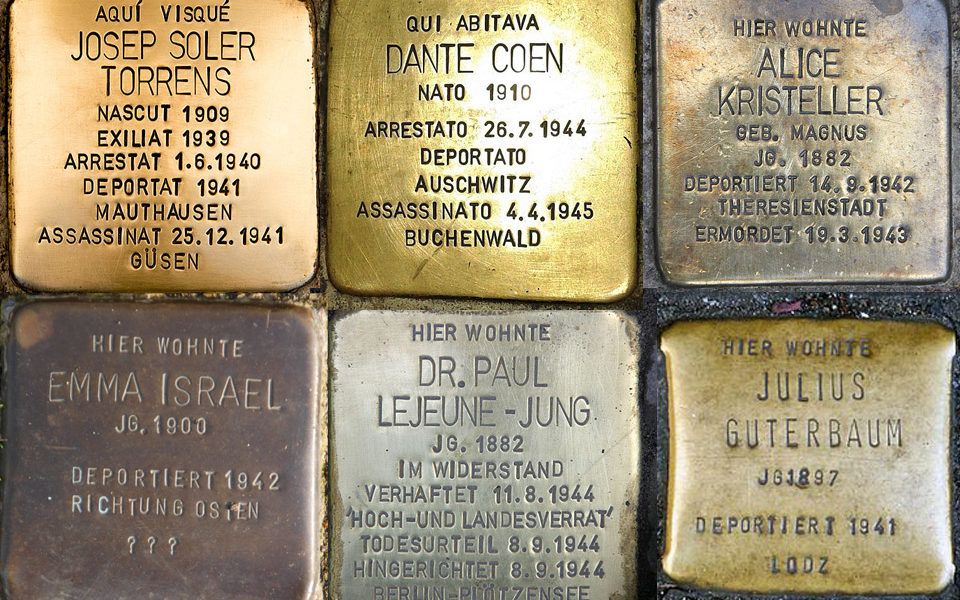 AQUÍ VISQUÉ
JOSEP SOLER
TORRENS
NASCUT 1909
EXILIAT 1939
ARRESTAT 1.6.1940
DEPORTAT 1941
MAUTHAUSEN
ASSASSINAT 25.12.1941
GÜSEN
QUI ABITAVA
DANTE COEN
NATO 1910
ARRESTATO 26.7.1944
DEPORTATO
AUSCHWITZ
ASSASSINATO 4.4.1945
BUCHENWALD
HIER WOHNTE
ALICE
KRISTELLER
GEB. MAGNUS
JG. 1882
DEPORTIERT 14.9.1942
THERESIENSTADT
ERMORDET 19.3.1943
HIER WOHNTE
EMMA ISRAEL
JG. 1900
DEPORTIERT 1942
RICHTUNG OSTEN
???
HIER WOHNTE
DR. PAUL
LEJEUNE-JUNG
JG. 1882
IM WIDERSTAND
VERHAFTET 11.8.1944
'HOCH-UND LANDESVERRAT'
TODESURTEIL 8.9.1944
HINGERICHTET 8.9.1944
BERLIN-PLÖTZENSEE
HIER WOHNTE
JULIUS
GUTERBAUM
JG 1897
DEPORTIERT 1941
LODZ